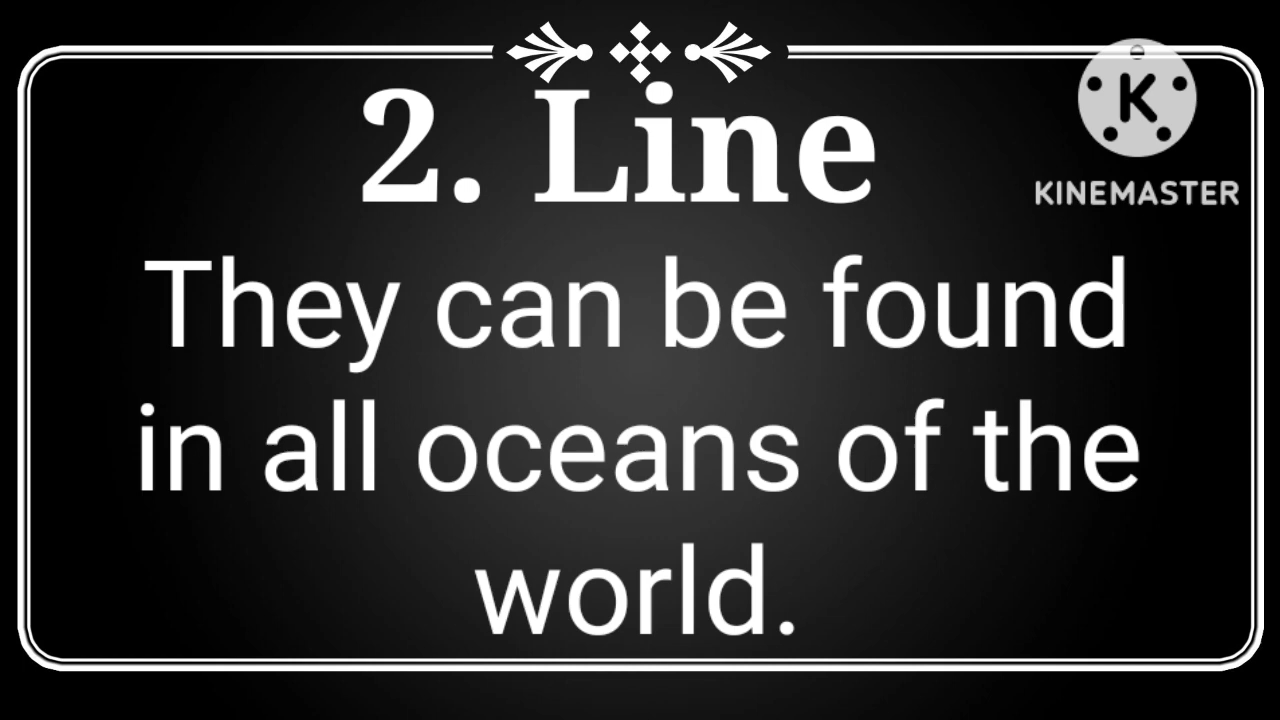 2. Line
K
KINEMASTER
They can be found
in all oceans of the
world.